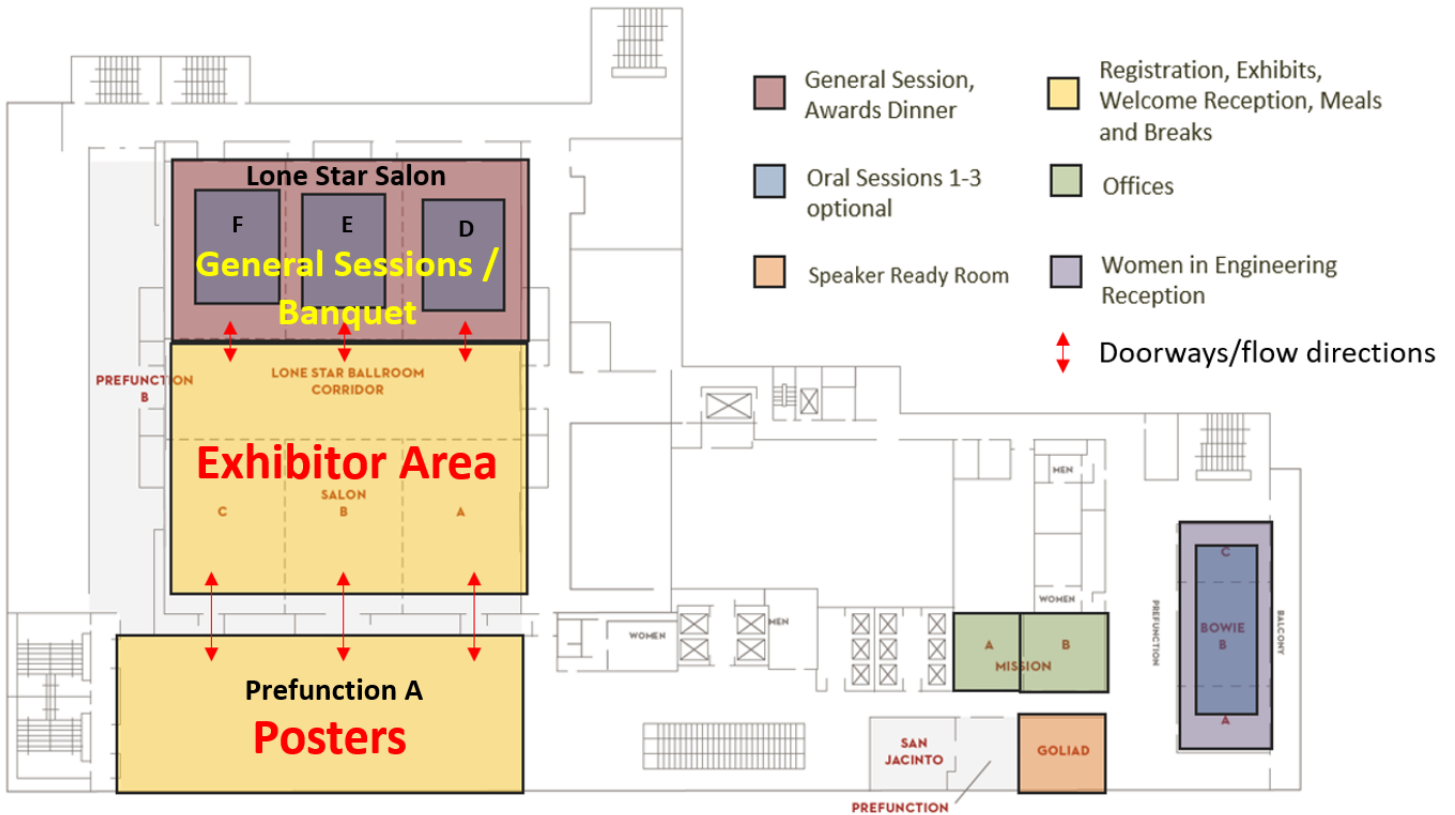 General Session,
Awards Dinner
Registration, Exhibits,
Welcome Reception, Meals
and Breaks
Oral Sessions 1-3
optional
Offices
Speaker Ready Room
Women in Engineering
Reception
Doorways/flow directions
Lone Star Salon
F
E
D
General Sessions /
Banquet
PREFUNCTION
B
LONE STAR BALLROOM
CORRIDOR
Exhibitor Area
SALON
C
B
A
Prefunction A
Posters
WOMEN
MEN
MEN
WOMEN
A
B
MISSION
SAN
JACINTO
GOLIAD
PREFUNCTION
PREFUNCTION
C
BOWIE
B
A
BALCONY